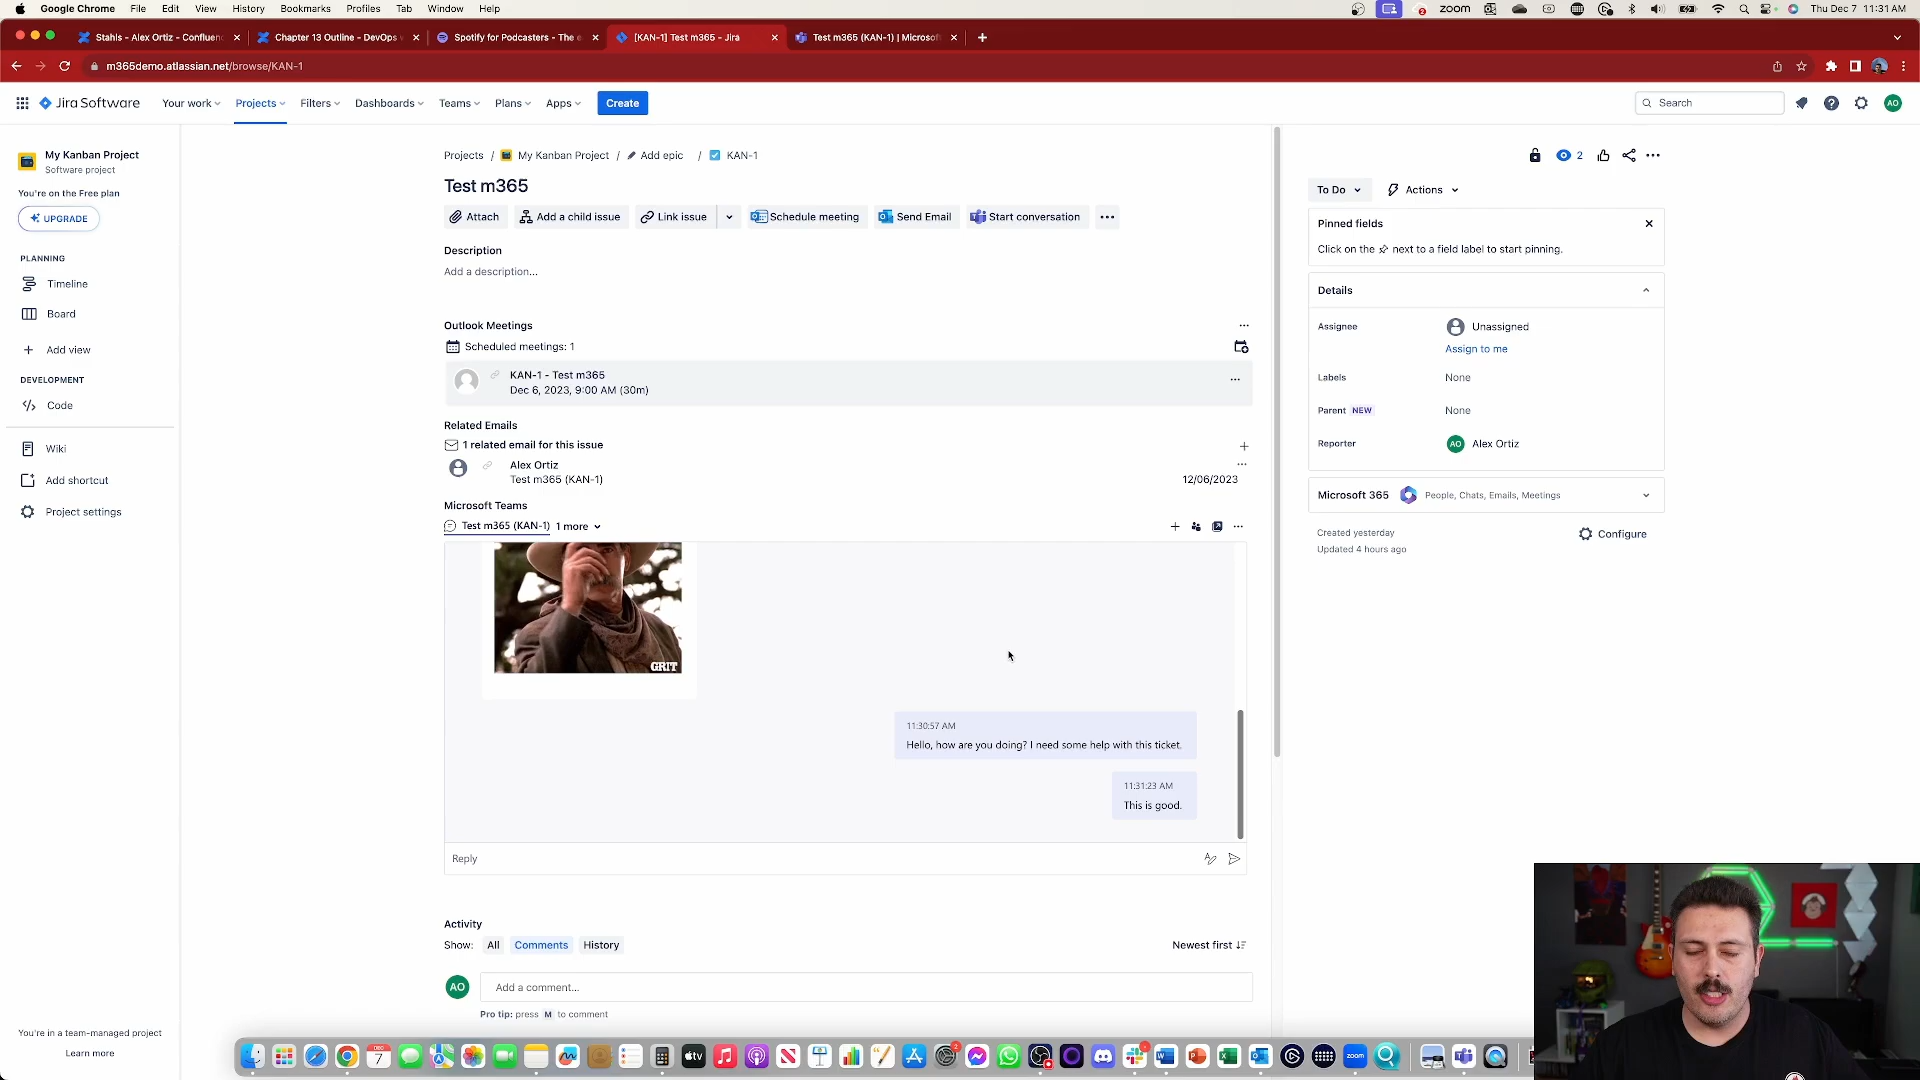 Google Chrome File Edit View History Bookmarks Profiles Tab Window Help
zoom Thu Dec 7 11:31 AM
Stahls - Alex Ortiz - Confluen
Chapter 13 Outline - DevOps
Spotify for Podcasters - The e
[KAN-1] Test m365 - Jira
Test m365 (KAN-1) | Microsof
m365demo.atlassian.net/browse/KAN-1
Jira Software Your work Projects Filters Dashboards Teams Plans Apps Create
Search
AO
My Kanban Project
Software project
You're on the Free plan
UPGRADE
PLANNING
Timeline
Board
Add view
DEVELOPMENT
Code
Wiki
Add shortcut
Project settings
You're in a team-managed project
Learn more
Projects / My Kanban Project / Add epic / KAN-1
Test m365
Attach Add a child issue Link issue Schedule meeting Send Email Start conversation
Description
Add a description...
Outlook Meetings
Scheduled meetings: 1
KAN-1 - Test m365
Dec 6, 2023, 9:00 AM (30m)
Related Emails
1 related email for this issue
Alex Ortiz
Test m365 (KAN-1)
12/06/2023
Microsoft Teams
Test m365 (KAN-1) 1 more
GRIT
11:30:57 AM
Hello, how are you doing? I need some help with this ticket.
11:31:23 AM
This is good.
Reply
Activity
Show: All Comments History
Newest first
AO
Add a comment...
Pro tip: press M to comment
2
To Do Actions
Pinned fields
Click on the next to a field label to start pinning.
Details
Assignee Unassigned
Assign to me
Labels None
Parent NEW None
Reporter AO Alex Ortiz
Microsoft 365 People, Chats, Emails, Meetings
Created yesterday
Updated 4 hours ago
Configure
DEC
7
tv
2
zoom